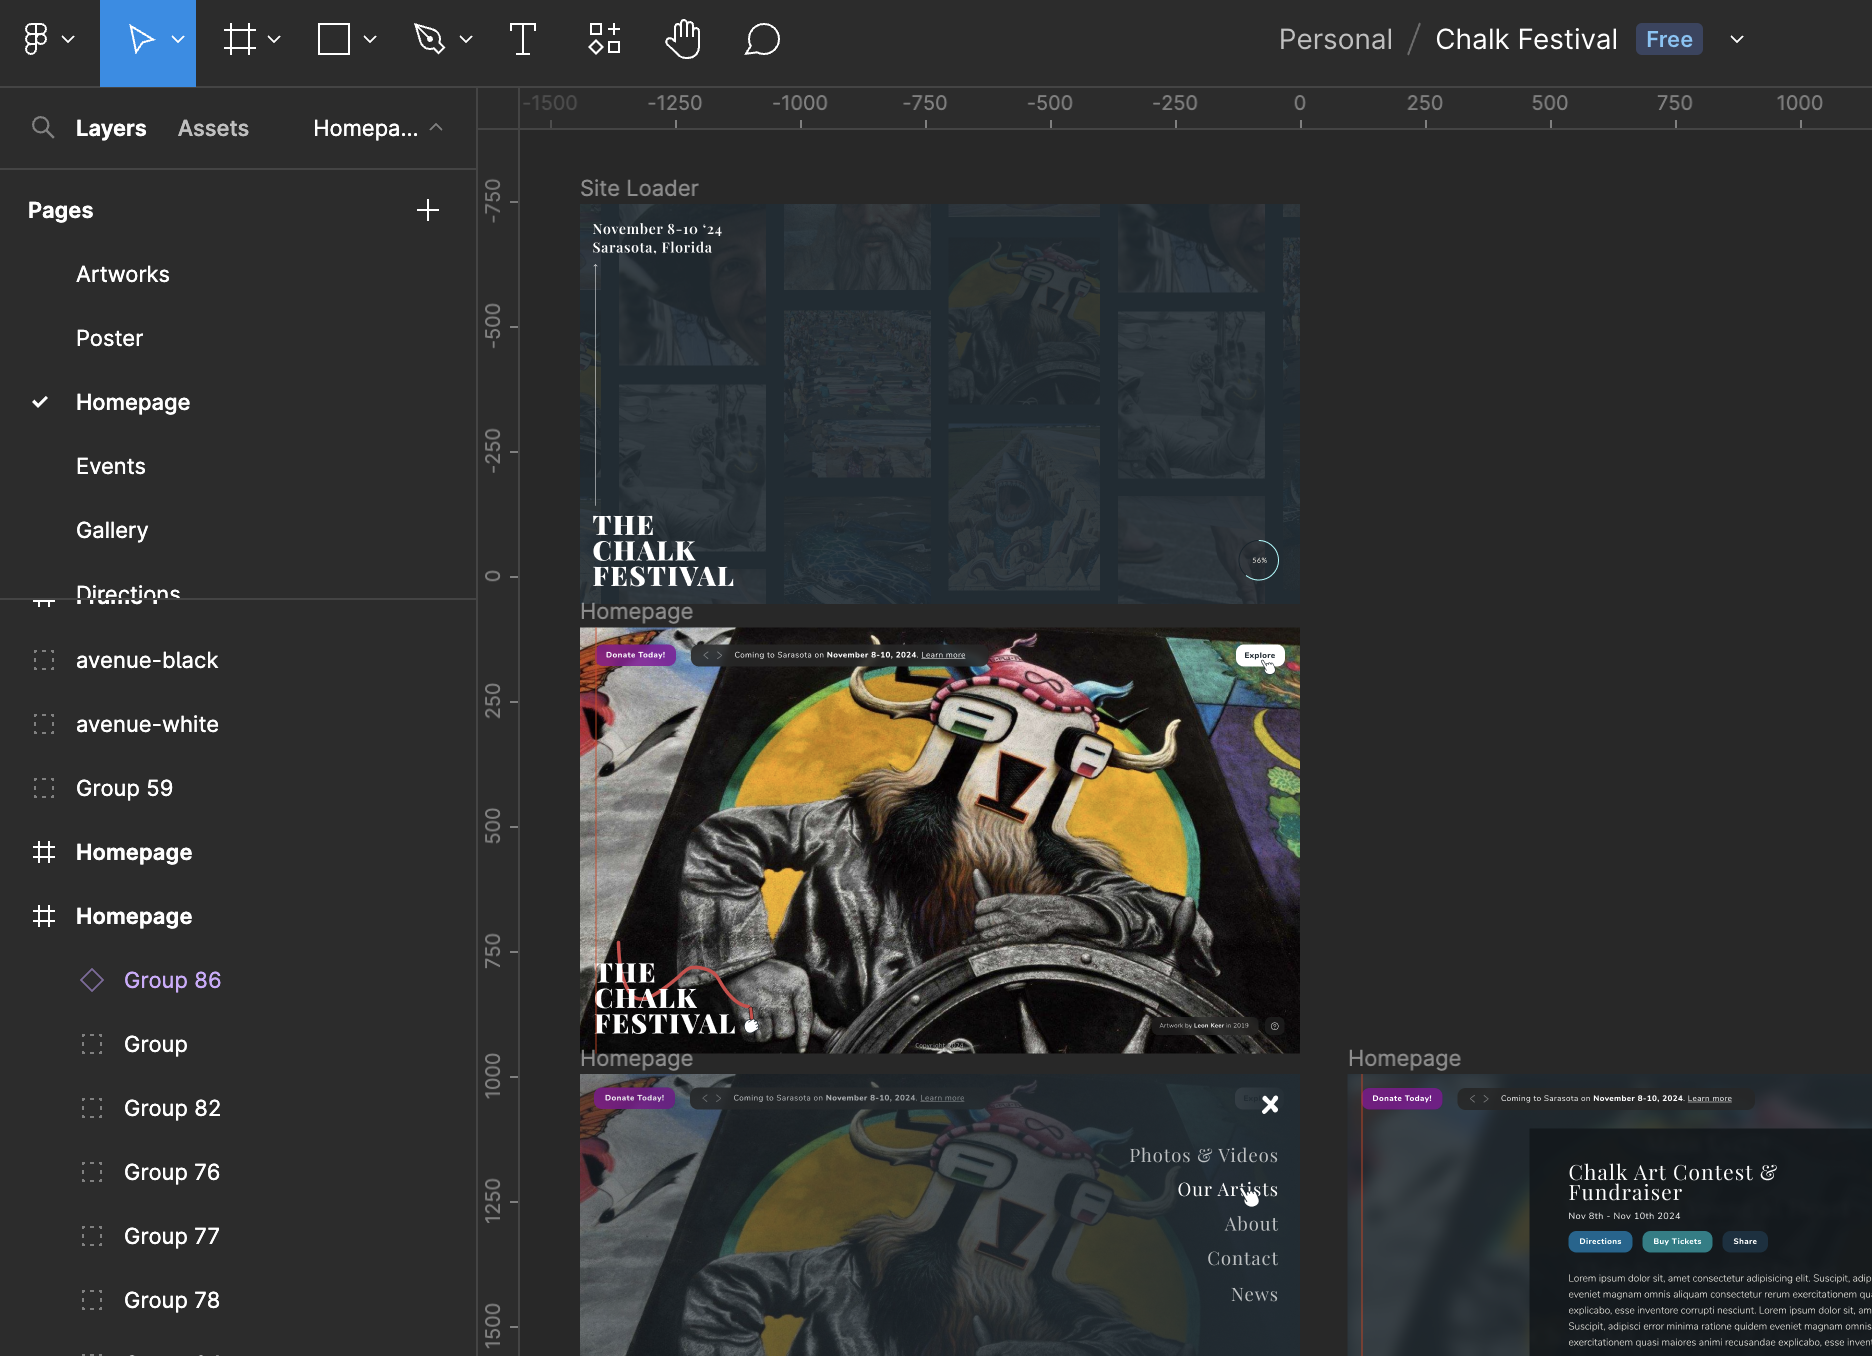 Personal / Chalk Festival Free
Layers Assets Homepa...
-1500 -1250 -1000 -750 -500 -250 0 250 500 750 1000
Pages
Artworks
Poster
Homepage
Events
Gallery
Directions
Frame 1
avenue-black
avenue-white
Group 59
Homepage
Homepage
Group 86
Group
Group 82
Group 76
Group 77
Group 78
-750
-500
-250
0
250
500
750
1000
1250
1500
Site Loader
November 8-10 ‘24
Sarasota, Florida
THE
CHALK
FESTIVAL
56%
Homepage
Donate Today! < > Coming to Sarasota on November 8-10, 2024. Learn more
Explore
THE
CHALK
FESTIVAL
Artwork by Leon Keer in 2019
Copyright 2024
Homepage
Donate Today! < > Coming to Sarasota on November 8-10, 2024. Learn more
Photos & Videos
Our Artists
About
Contact
News
Homepage
Donate Today! < > Coming to Sarasota on November 8-10, 2024. Learn more
Chalk Art Contest &
Fundraiser
Nov 8th - Nov 10th 2024
Directions Buy Tickets Share
Lorem ipsum dolor sit, amet consectetur adipisicing elit. Suscipit, adip
eveniet magnam omnis aliquam consectetur rerum exercitationem qu
explicabo, esse inventore corrupti nesciunt. Lorem ipsum dolor sit, am
Suscipit, adipisci error minima ratione quidem eveniet magnam omnis
exercitationem quasi maiores animi recusandae explicabo, esse inven